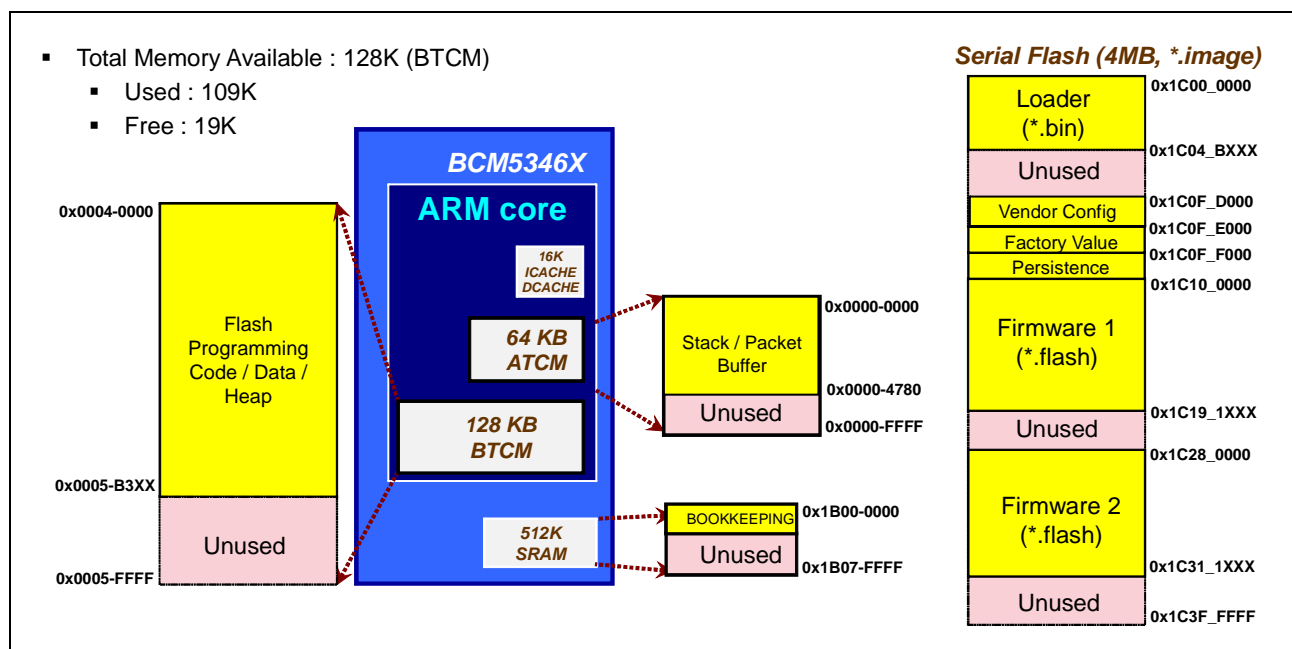 ▪ Total Memory Available : 128K (BTCM)
▪ Used : 109K
▪ Free : 19K
0x0004-0000
Flash
Programming
Code / Data /
Heap
0x0005-B3XX
Unused
0x0005-FFFF
BCM5346X
ARM core
16K
ICACHE
DCACHE
64 KB
ATCM
128 KB
BTCM
512K
SRAM
0x0000-0000
Stack / Packet
Buffer
0x0000-4780
Unused
0x0000-FFFF
BOOKKEEPING
0x1B00-0000
Unused
0x1B07-FFFF
Serial Flash (4MB, *.image)
0x1C00_0000
Loader
(*.bin)
0x1C04_BXXX
Unused
0x1C0F_D000
Vendor Config
0x1C0F_E000
Factory Value
0x1C0F_F000
Persistence
0x1C10_0000
Firmware 1
(*.flash)
0x1C19_1XXX
Unused
0x1C28_0000
Firmware 2
(*.flash)
0x1C31_1XXX
Unused
0x1C3F_FFFF